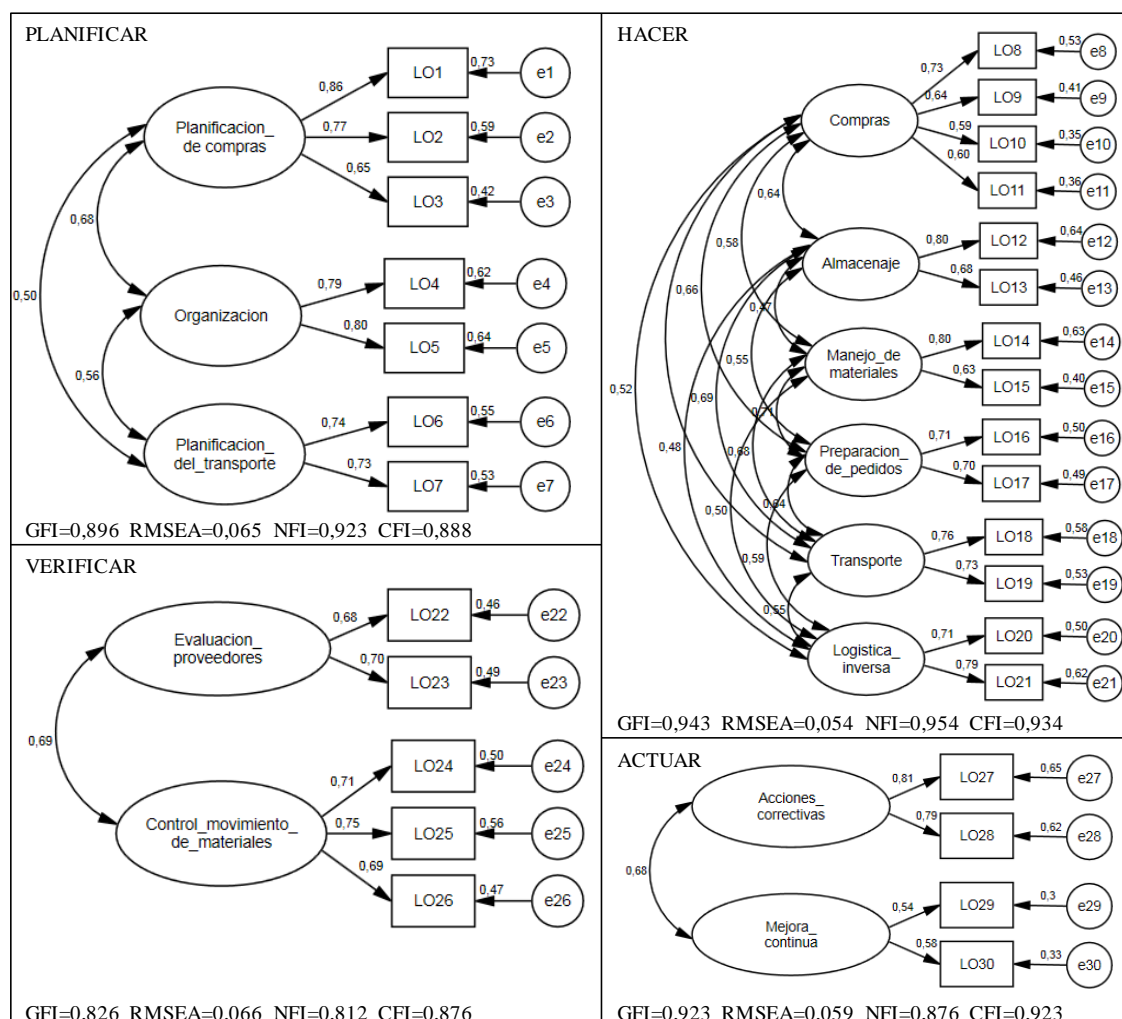 PLANIFICAR
0,73
LO1
e1
0,86
Planificacion_
de compras
0,77
0,59
LO2
e2
0,65
0,42
LO3
e3
0,68
0,50
0,79
0,62
LO4
e4
Organizacion
0,80
0,64
LO5
e5
0,56
0,74
0,55
LO6
e6
Planificacion_
del_transporte
0,73
0,53
LO7
e7
GFI=0,896 RMSEA=0,065 NFI=0,923 CFI=0,888
HACER
0,53
LO8
e8
0,73
0,64
0,41
LO9
e9
Compras
0,59
0,35
LO10
e10
0,60
0,36
LO11
e11
0,64
0,58
0,80
0,64
LO12
e12
Almacenaje
0,68
0,46
LO13
e13
0,66
0,47
0,80
0,63
LO14
e14
Manejo_de_
materiales
0,55
0,63
0,40
LO15
e15
0,52
0,69
0,71
0,71
0,50
LO16
e16
Preparacion_
de_pedidos
0,70
0,49
LO17
e17
0,48
0,68
0,50
0,64
0,76
0,58
LO18
e18
Transporte
0,73
0,53
LO19
e19
0,59
0,55
0,71
0,50
LO20
e20
Logistica_
inversa
0,79
0,62
LO21
e21
GFI=0,943 RMSEA=0,054 NFI=0,954 CFI=0,934
VERIFICAR
0,68
0,46
LO22
e22
Evaluacion_
proveedores
0,70
0,49
LO23
e23
0,69
0,71
0,50
LO24
e24
Control_movimiento_
de_materiales
0,75
0,56
LO25
e25
0,69
0,47
LO26
e26
GFI=0,826 RMSEA=0,066 NFI=0,812 CFI=0,876
ACTUAR
0,81
0,65
LO27
e27
Acciones_
correctivas
0,79
0,62
LO28
e28
0,68
0,54
0,3
LO29
e29
Mejora_
continua
0,58
0,33
LO30
e30
GFI=0,923 RMSEA=0,059 NFI=0,876 CFI=0,923